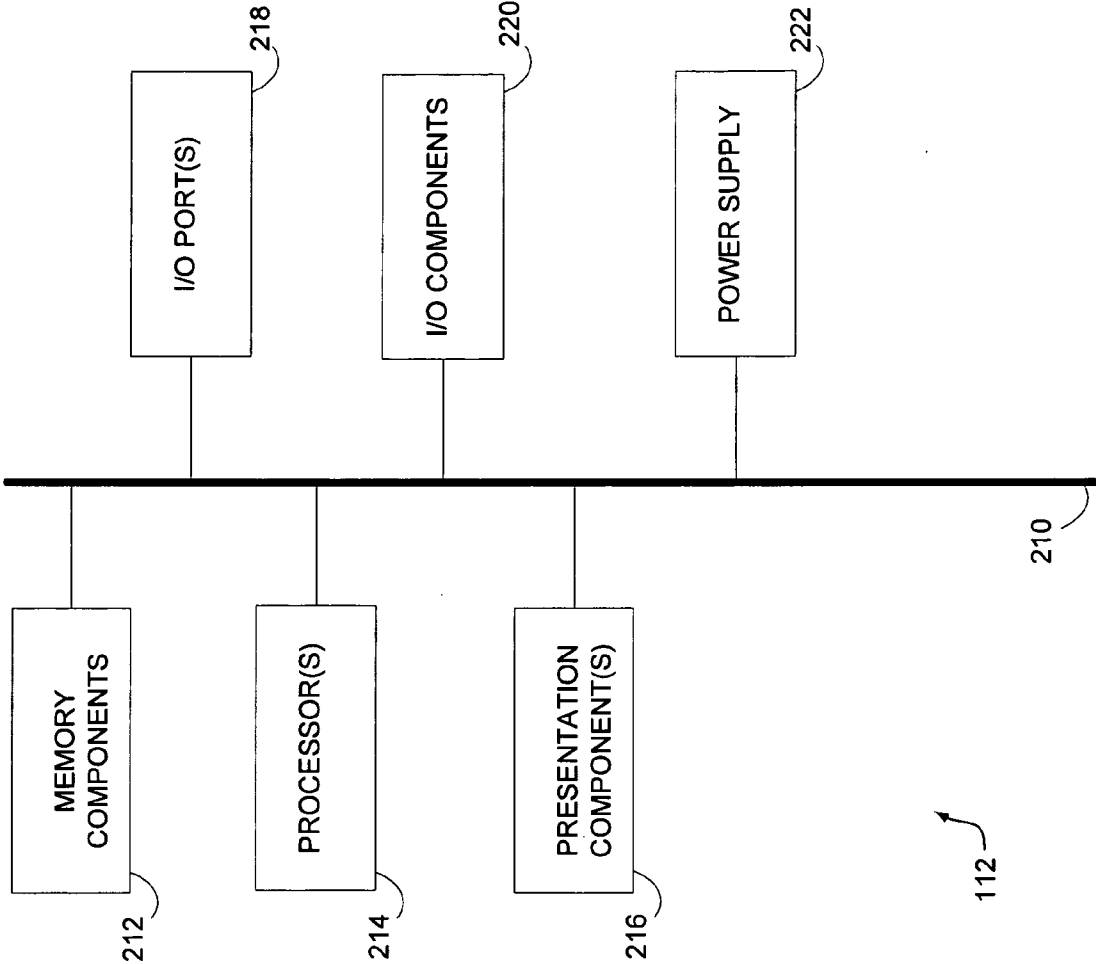 MEMORY
COMPONENTS
212
PROCESSOR(S)
214
PRESENTATION
COMPONENT(S)
216
I/O PORT(S)
218
I/O COMPONENTS
220
POWER SUPPLY
222
210
112